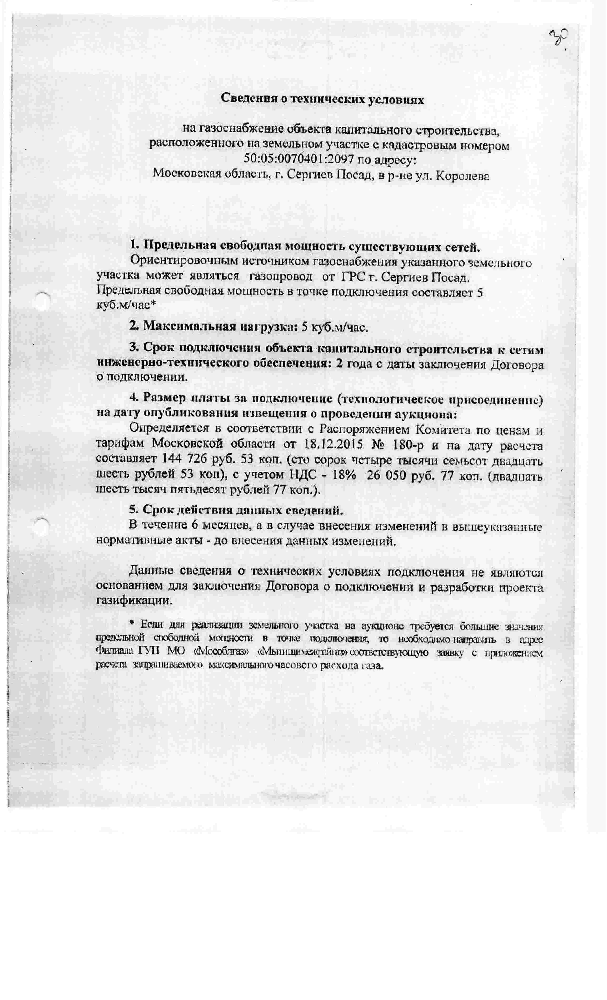 30
Сведения о технических условиях
на газоснабжение объекта капитального строительства,
расположенного на земельном участке с кадастровым номером
50:05:0070401:2097 по адресу:
Московская область, г. Сергиев Посад, в р-не ул. Королева
1. Предельная свободная мощность существующих сетей.
Ориентировочным источником газоснабжения указанного земельного
участка может являться газопровод от ГРС г. Сергиев Посад.
Предельная свободная мощность в точке подключения составляет 5
куб.м/час*
2. Максимальная нагрузка: 5 куб.м/час.
3. Срок подключения объекта капитального строительства к сетям
инженерно-технического обеспечения: 2 года с даты заключения Договора
о подключении.
4. Размер платы за подключение (технологическое присоединение)
на дату опубликования извещения о проведении аукциона:
Определяется в соответствии с Распоряжением Комитета по ценам и
тарифам Московской области от 18.12.2015 № 180-р и на дату расчета
составляет 144 726 руб. 53 коп. (сто сорок четыре тысячи семьсот двадцать
шесть рублей 53 коп), с учетом НДС - 18% 26 050 руб. 77 коп. (двадцать
шесть тысяч пятьдесят рублей 77 коп.).
5. Срок действия данных сведений.
В течение 6 месяцев, а в случае внесения изменений в вышеуказанные
нормативные акты - до внесения данных изменений.
Данные сведения о технических условиях подключения не являются
основанием для заключения Договора о подключении и разработки проекта
газификации.
* Если для реализации земельного участка на аукционе требуется большие значения
предельной свободной мощности в точке подключения, то необходимо направить в адрес
Филиала ГУП МО «Мособлгаз» «Мытищимежрайгаз» соответствующую заявку с приложением
расчета запрашиваемого максимального часового расхода газа.